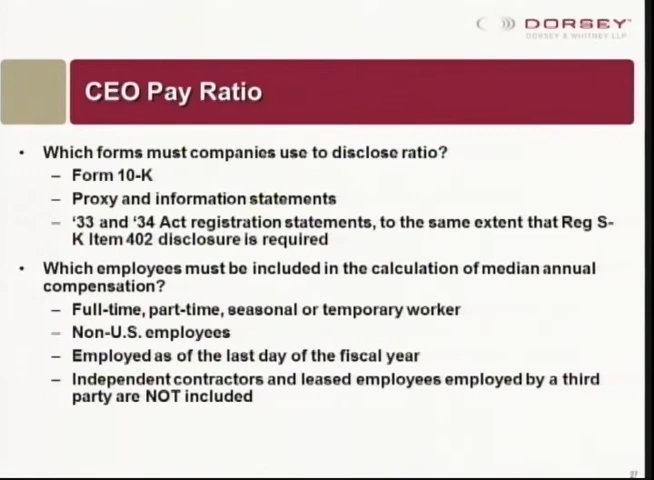 DORSEY™
DORSEY & WHITNEY LLP
CEO Pay Ratio
• Which forms must companies use to disclose ratio?
– Form 10-K
– Proxy and information statements
– ‘33 and ‘34 Act registration statements, to the same extent that Reg S-
K Item 402 disclosure is required
• Which employees must be included in the calculation of median annual
compensation?
– Full-time, part-time, seasonal or temporary worker
– Non-U.S. employees
– Employed as of the last day of the fiscal year
– Independent contractors and leased employees employed by a third
party are NOT included